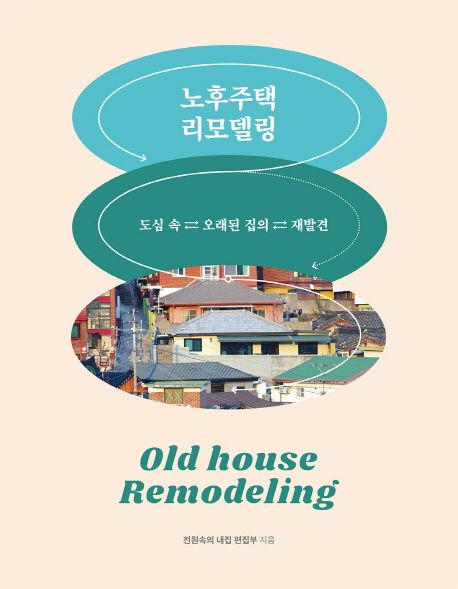 노후주택
리모델링
도심 속 ⇄ 오래된 집의 ⇄ 재발견
Old house
Remodeling
전원속의 내집 편집부 지음